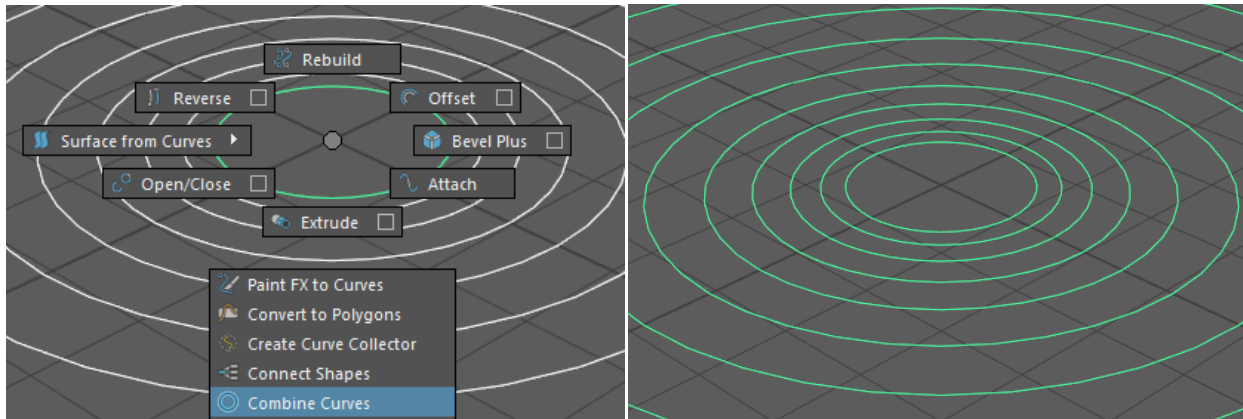 Rebuild
Reverse
Offset
Surface from Curves
Bevel Plus
Open/Close
Attach
Extrude
Paint FX to Curves
Convert to Polygons
Create Curve Collector
Connect Shapes
Combine Curves